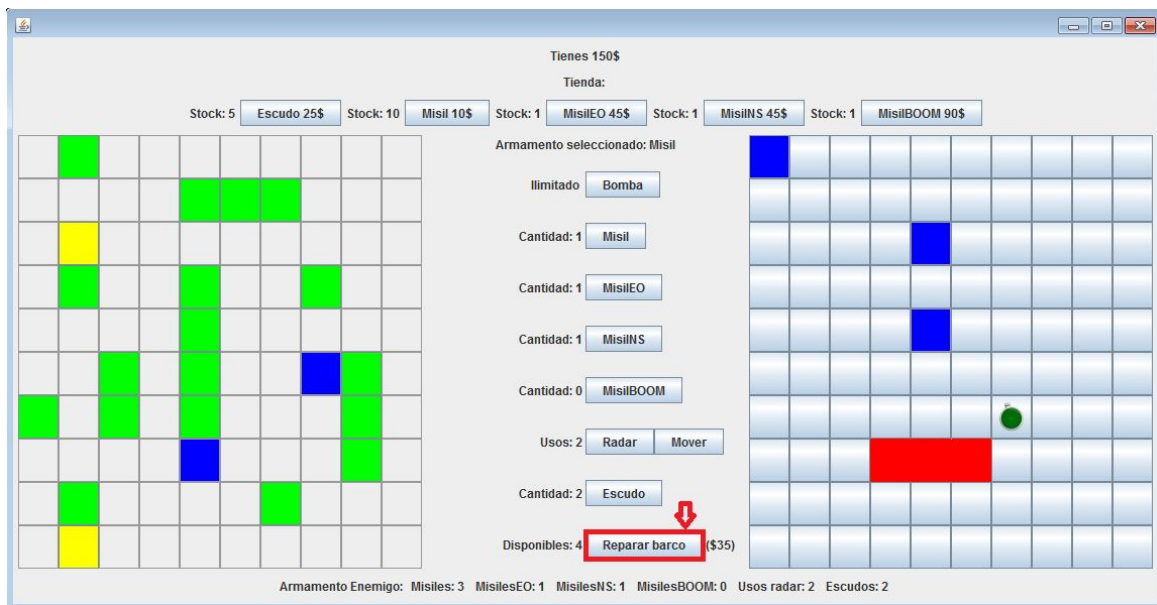 Tienes 150$
Tienda:
Stock: 5 Escudo 25$ Stock: 10 Misil 10$ Stock: 1 MisilEO 45$ Stock: 1 MisilNS 45$ Stock: 1 MisilBOOM 90$
Armamento seleccionado: Misil
Ilimitado Bomba
Cantidad: 1 Misil
Cantidad: 1 MisilEO
Cantidad: 1 MisilNS
Cantidad: 0 MisilBOOM
Usos: 2 Radar Mover
Cantidad: 2 Escudo
Disponibles: 4 Reparar barco ($35)
Armamento Enemigo: Misiles: 3 MisilesEO: 1 MisilesNS: 1 MisilesBOOM: 0 Usos radar: 2 Escudos: 2